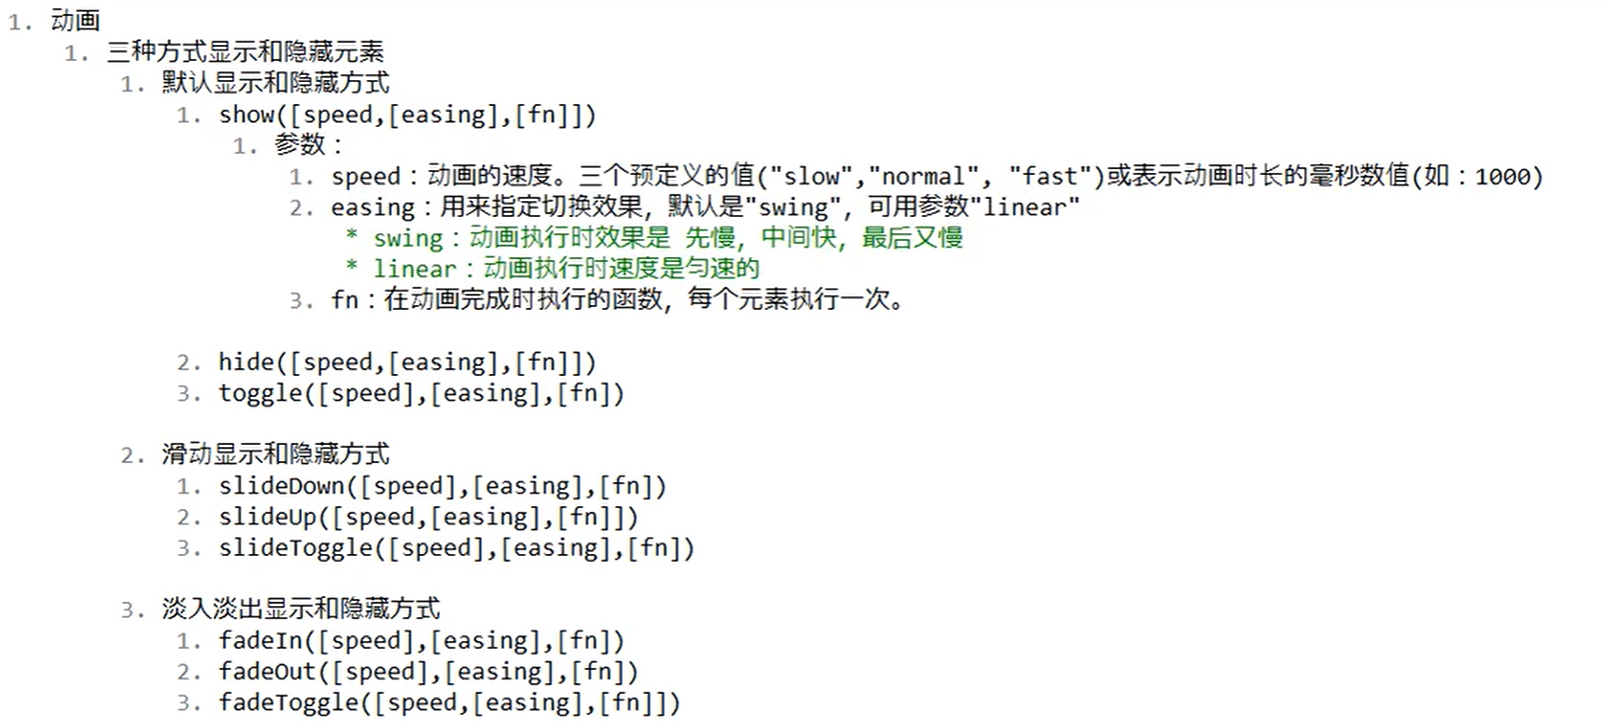 1. 动画
1. 三种方式显示和隐藏元素
1. 默认显示和隐藏方式
1. show([speed,[easing],[fn]])
1. 参数：
1. speed：动画的速度。三个预定义的值("slow","normal", "fast")或表示动画时长的毫秒数值(如：1000)
2. easing：用来指定切换效果，默认是"swing"，可用参数"linear"
* swing：动画执行时效果是 先慢，中间快，最后又慢
* linear：动画执行时速度是匀速的
3. fn：在动画完成时执行的函数，每个元素执行一次。
2. hide([speed,[easing],[fn]])
3. toggle([speed],[easing],[fn])
2. 滑动显示和隐藏方式
1. slideDown([speed],[easing],[fn])
2. slideUp([speed,[easing],[fn]])
3. slideToggle([speed],[easing],[fn])
3. 淡入淡出显示和隐藏方式
1. fadeIn([speed],[easing],[fn])
2. fadeOut([speed],[easing],[fn])
3. fadeToggle([speed,[easing],[fn]])